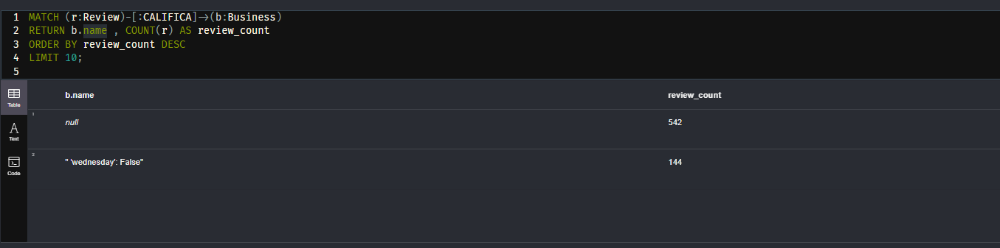 1 MATCH (r:Review)-[:CALIFICA]->(b:Business)
2 RETURN b.name , COUNT(r) AS review_count
3 ORDER BY review_count DESC
4 LIMIT 10;
5
b.name review_count
Table
1
null 542
A
Text
2
" 'wednesday': False" 144
Code